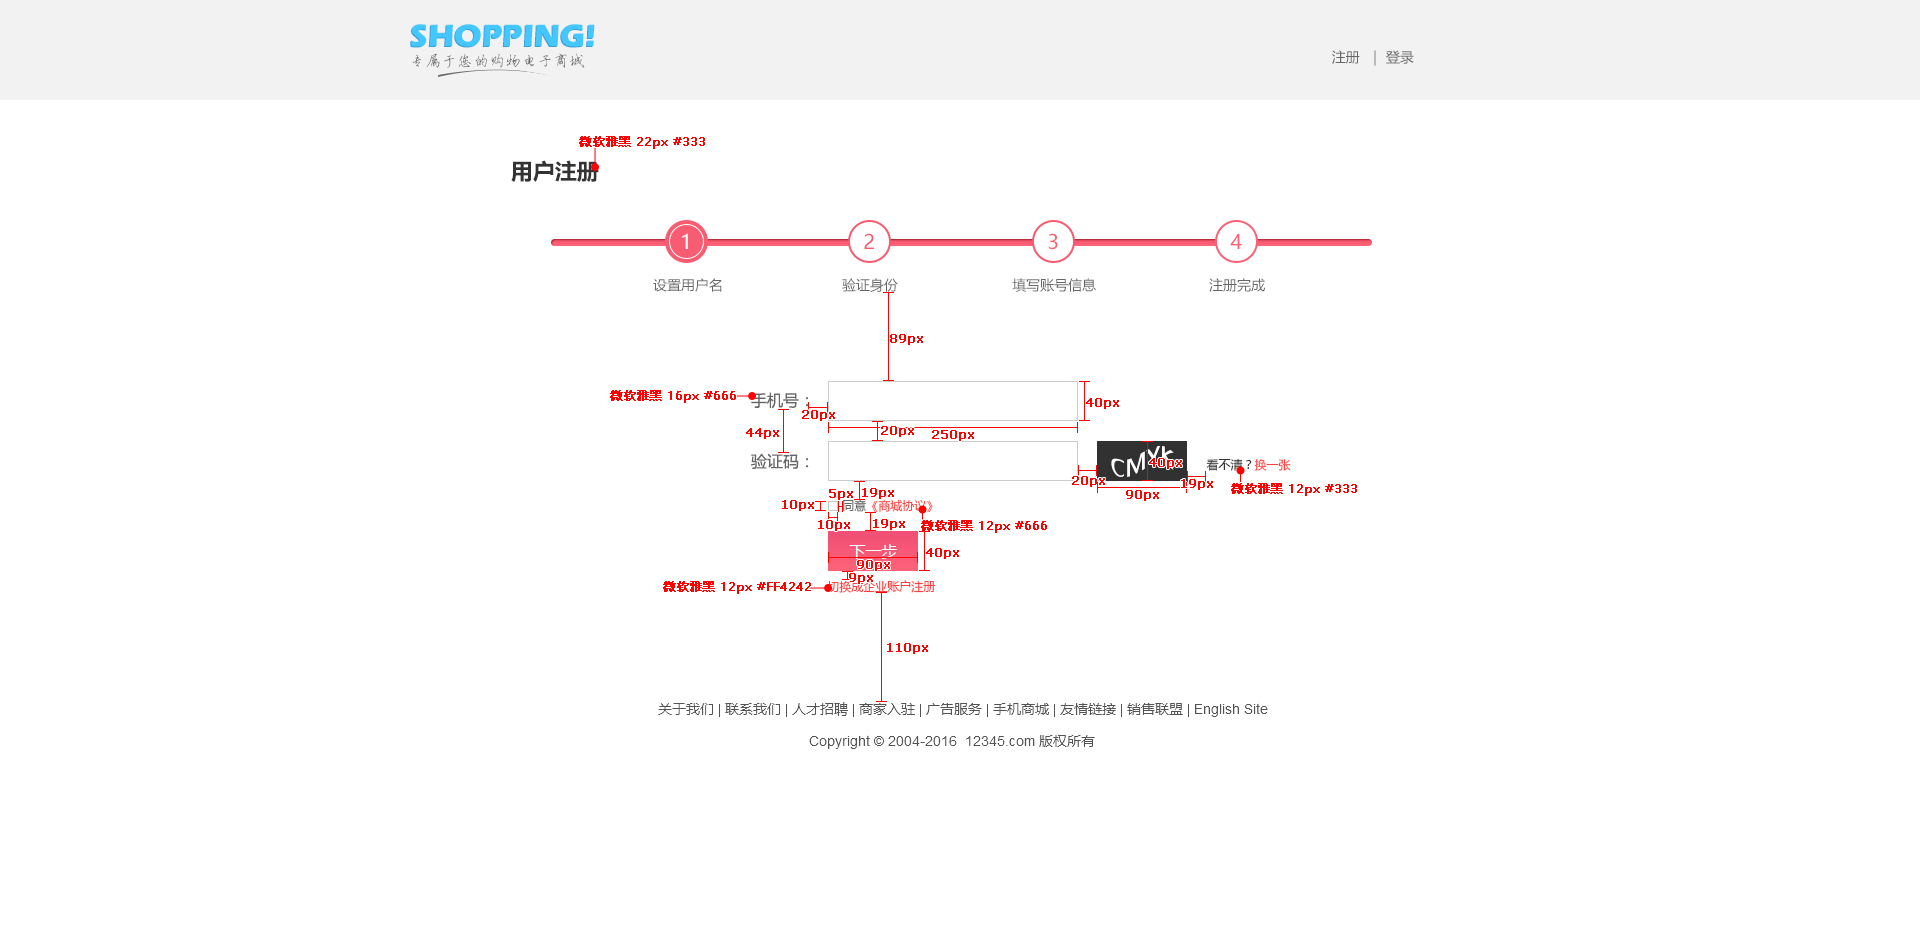 SHOPPING!
专属于您的购物电子商城
注册 | 登录
微软雅黑 22px #333
用户注册
1 2 3 4
设置用户名 验证身份 填写账号信息 注册完成
89px
微软雅黑 16px #666 手机号：
20px
40px
44px
20px
250px
验证码：
CMYK
40px
看不清？换一张
20px
19px
90px
微软雅黑 12px #333
5px 19px
10px 同意《商城协议》
10px
19px
微软雅黑 12px #666
下一步
40px
90px
9px
微软雅黑 12px #FF4242 切换成企业账户注册
110px
关于我们 | 联系我们 | 人才招聘 | 商家入驻 | 广告服务 | 手机商城 | 友情链接 | 销售联盟 | English Site
Copyright © 2004-2016 12345.com 版权所有